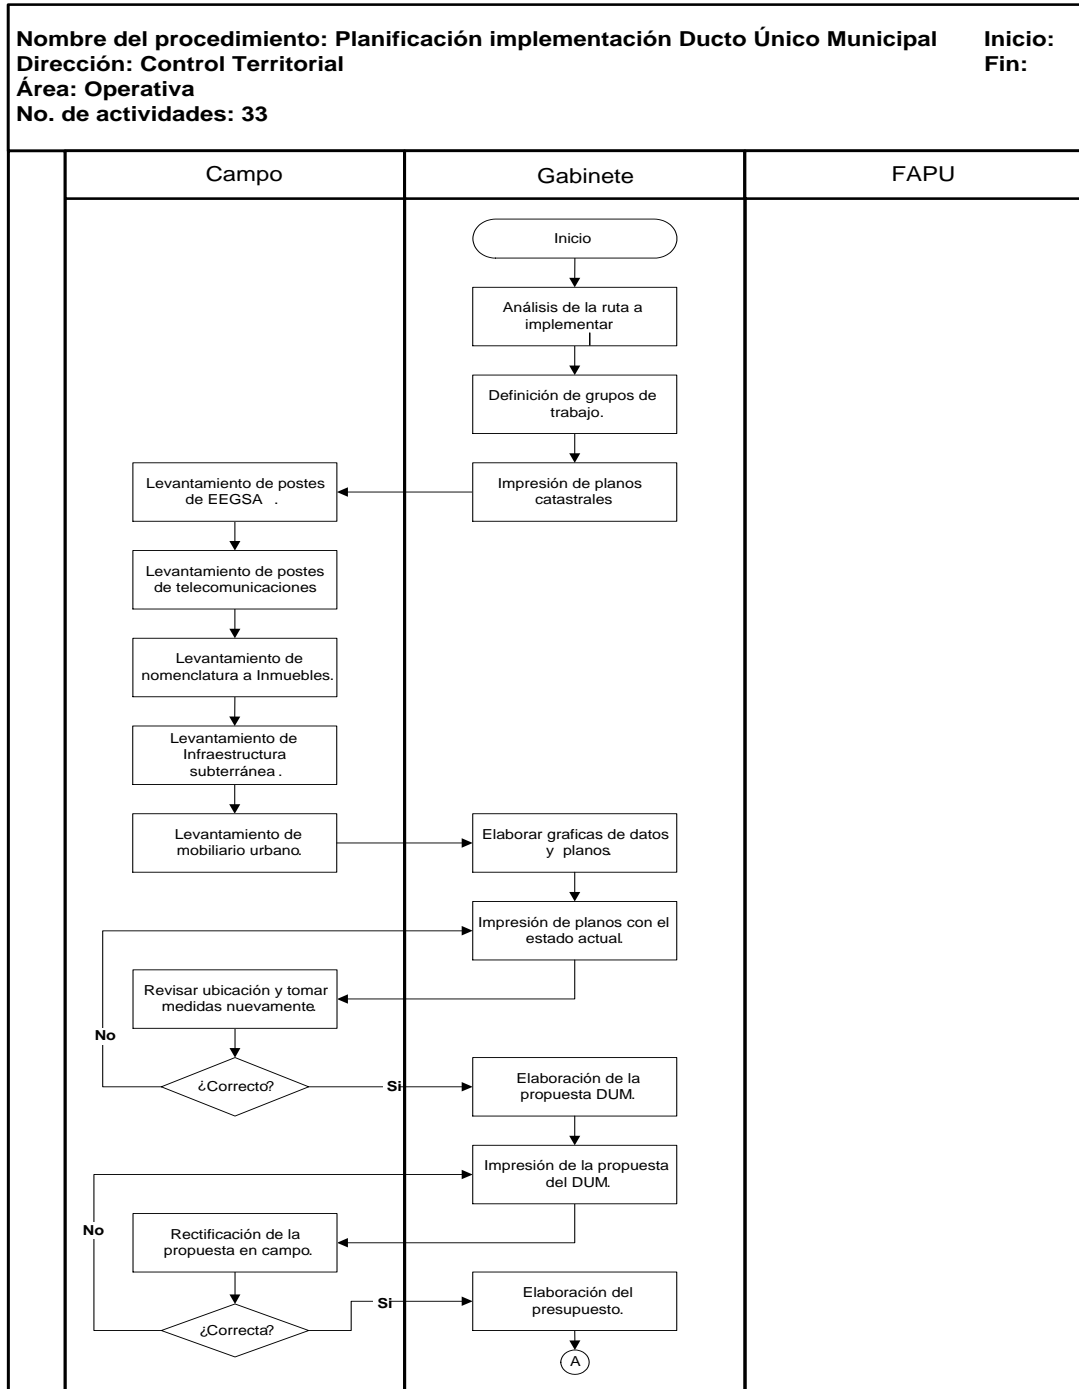 Nombre del procedimiento: Planificación implementación Ducto Único Municipal Inicio:
Dirección: Control Territorial Fin:
Área: Operativa
No. de actividades: 33
Campo
Gabinete
FAPU
Inicio
Análisis de la ruta a
implementar
Definición de grupos de
trabajo.
Impresión de planos
catastrales
Levantamiento de postes
de EEGSA .
Levantamiento de postes
de telecomunicaciones
Levantamiento de
nomenclatura a Inmuebles.
Levantamiento de
Infraestructura
subterránea .
Levantamiento de
mobiliario urbano.
Elaborar graficas de datos
y planos.
Impresión de planos con el
estado actual.
Revisar ubicación y tomar
medidas nuevamente.
No
¿Correcto?
Si
Elaboración de la
propuesta DUM.
Impresión de la propuesta
del DUM.
No
Rectificación de la
propuesta en campo.
¿Correcta?
Si
Elaboración del
presupuesto.
A